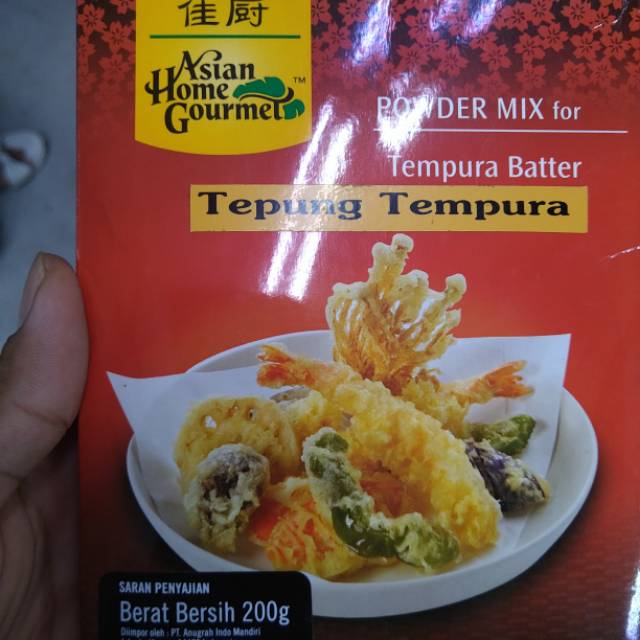 佳厨
Asian
Home
Gourmet™
POWDER MIX for
Tempura Batter
Tepung Tempura
SARAN PENYAJIAN
Berat Bersih 200g
Diimpor oleh : PT. Anugrah Indo Mandiri